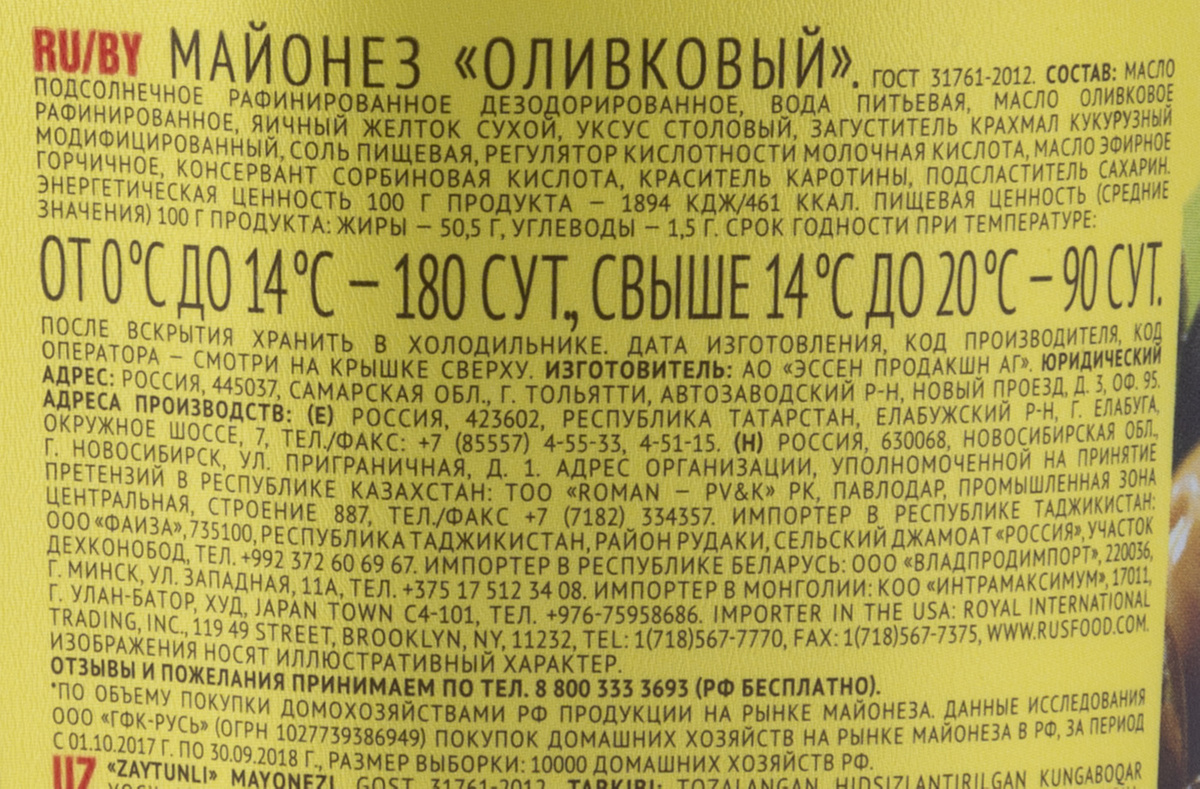 RU/BY МАЙОНЕЗ «ОЛИВКОВЫЙ». ГОСТ 31761-2012. СОСТАВ: МАСЛО
ПОДСОЛНЕЧНОЕ РАФИНИРОВАННОЕ ДЕЗОДОРИРОВАННОЕ, ВОДА ПИТЬЕВАЯ, МАСЛО ОЛИВКОВОЕ
РАФИНИРОВАННОЕ, ЯИЧНЫЙ ЖЕЛТОК СУХОЙ, УКСУС СТОЛОВЫЙ, ЗАГУСТИТЕЛЬ КРАХМАЛ КУКУРУЗНЫЙ
МОДИФИЦИРОВАННЫЙ, СОЛЬ ПИЩЕВАЯ, РЕГУЛЯТОР КИСЛОТНОСТИ МОЛОЧНАЯ КИСЛОТА, МАСЛО ЭФИРНОЕ
ГОРЧИЧНОЕ, КОНСЕРВАНТ СОРБИНОВАЯ КИСЛОТА, КРАСИТЕЛЬ КАРОТИНЫ, ПОДСЛАСТИТЕЛЬ САХАРИН.
ЭНЕРГЕТИЧЕСКАЯ ЦЕННОСТЬ 100 Г ПРОДУКТА – 1894 КДЖ/461 ККАЛ. ПИЩЕВАЯ ЦЕННОСТЬ (СРЕДНИЕ
ЗНАЧЕНИЯ) 100 Г ПРОДУКТА: ЖИРЫ – 50,5 Г, УГЛЕВОДЫ – 1,5 Г. СРОК ГОДНОСТИ ПРИ ТЕМПЕРАТУРЕ:
ОТ 0°С ДО 14°С – 180 СУТ., СВЫШЕ 14°С ДО 20°С – 90 СУТ.
ПОСЛЕ ВСКРЫТИЯ ХРАНИТЬ В ХОЛОДИЛЬНИКЕ. ДАТА ИЗГОТОВЛЕНИЯ, КОД ПРОИЗВОДИТЕЛЯ, КОД
ОПЕРАТОРА – СМОТРИ НА КРЫШКЕ СВЕРХУ. ИЗГОТОВИТЕЛЬ: АО «ЭССЕН ПРОДАКШН АГ». ЮРИДИЧЕСКИЙ
АДРЕС: РОССИЯ, 445037, САМАРСКАЯ ОБЛ., Г. ТОЛЬЯТТИ, АВТОЗАВОДСКИЙ Р-Н, НОВЫЙ ПРОЕЗД, Д. 3, ОФ. 95.
АДРЕСА ПРОИЗВОДСТВ: (Е) РОССИЯ, 423602, РЕСПУБЛИКА ТАТАРСТАН, ЕЛАБУЖСКИЙ Р-Н, Г. ЕЛАБУГА,
ОКРУЖНОЕ ШОССЕ, 7, ТЕЛ./ФАКС: +7 (85557) 4-55-33, 4-51-15. (Н) РОССИЯ, 630068, НОВОСИБИРСКАЯ ОБЛ.,
Г. НОВОСИБИРСК, УЛ. ПРИГРАНИЧНАЯ, Д. 1. АДРЕС ОРГАНИЗАЦИИ, УПОЛНОМОЧЕННОЙ НА ПРИНЯТИЕ
ПРЕТЕНЗИЙ В РЕСПУБЛИКЕ КАЗАХСТАН: ТОО «ROMAN – PV&K» РК, ПАВЛОДАР, ПРОМЫШЛЕННАЯ ЗОНА
ЦЕНТРАЛЬНАЯ, СТРОЕНИЕ 887, ТЕЛ./ФАКС +7 (7182) 334357. ИМПОРТЕР В РЕСПУБЛИКЕ ТАДЖИКИСТАН:
ООО «ФАИЗА», 735100, РЕСПУБЛИКА ТАДЖИКИСТАН, РАЙОН РУДАКИ, СЕЛЬСКИЙ ДЖАМОАТ «РОССИЯ», УЧАСТОК
ДЕХКОНОБОД, ТЕЛ. +992 372 60 69 67. ИМПОРТЕР В РЕСПУБЛИКЕ БЕЛАРУСЬ: ООО «ВЛАДПРОДИМПОРТ», 220036,
Г. МИНСК, УЛ. ЗАПАДНАЯ, 11А, ТЕЛ. +375 17 512 34 08. ИМПОРТЕР В МОНГОЛИИ: КОО «ИНТРАМАКСИМУМ», 17011,
Г. УЛАН-БАТОР, ХУД, JAPAN TOWN C4-101, ТЕЛ. +976-75958686. IMPORTER IN THE USA: ROYAL INTERNATIONAL
TRADING, INC., 119 49 STREET, BROOKLYN, NY, 11232, TEL: 1(718)567-7770, FAX: 1(718)567-7375, WWW.RUSFOOD.COM.
ИЗОБРАЖЕНИЯ НОСЯТ ИЛЛЮСТРАТИВНЫЙ ХАРАКТЕР.
ОТЗЫВЫ И ПОЖЕЛАНИЯ ПРИНИМАЕМ ПО ТЕЛ. 8 800 333 3693 (РФ БЕСПЛАТНО).
*ПО ОБЪЕМУ ПОКУПКИ ДОМОХОЗЯЙСТВАМИ РФ ПРОДУКЦИИ НА РЫНКЕ МАЙОНЕЗА. ДАННЫЕ ИССЛЕДОВАНИЯ
ООО «ГФК-РУСЬ» (ОГРН 1027739386949) ПОКУПОК ДОМАШНИХ ХОЗЯЙСТВ НА РЫНКЕ МАЙОНЕЗА В РФ, ЗА ПЕРИОД
С 01.10.2017 Г. ПО 30.09.2018 Г., РАЗМЕР ВЫБОРКИ: 10000 ДОМАШНИХ ХОЗЯЙСТВ РФ.
UZ «ZAYTUNLI» MAYONEZI. GOST 31761-2012. TARKIBI: TOZALANGAN HIDSIZLANTIRILGAN KUNGABOQAR